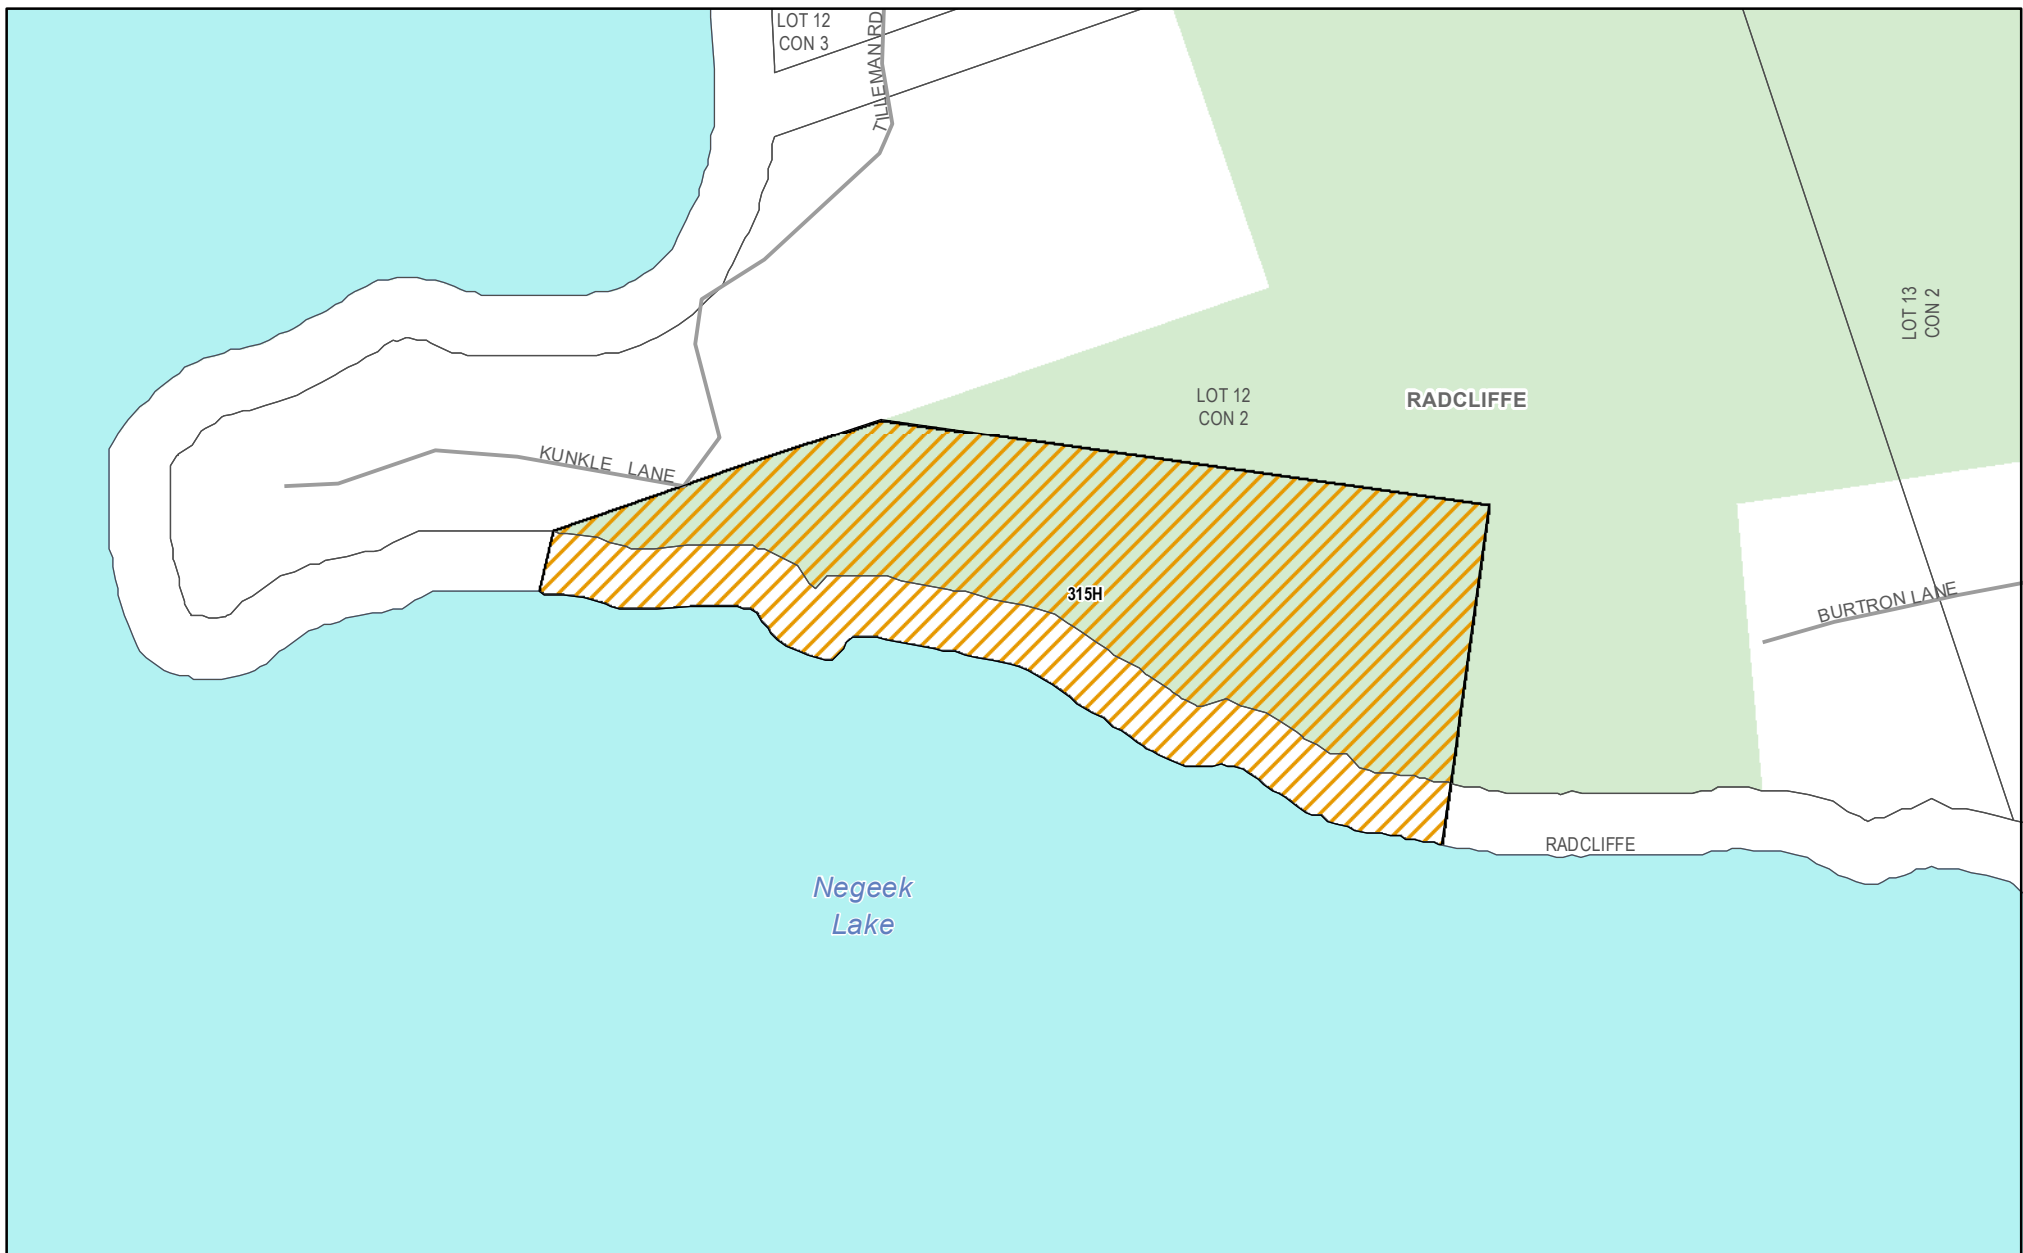 LOT 12
CON 3
TILLEMAN RD
LOT 13
CON 2
LOT 12
CON 2
RADCLIFFE
KUNKLE LANE
315H
BURTRON LANE
RADCLIFFE
Negeek
Lake